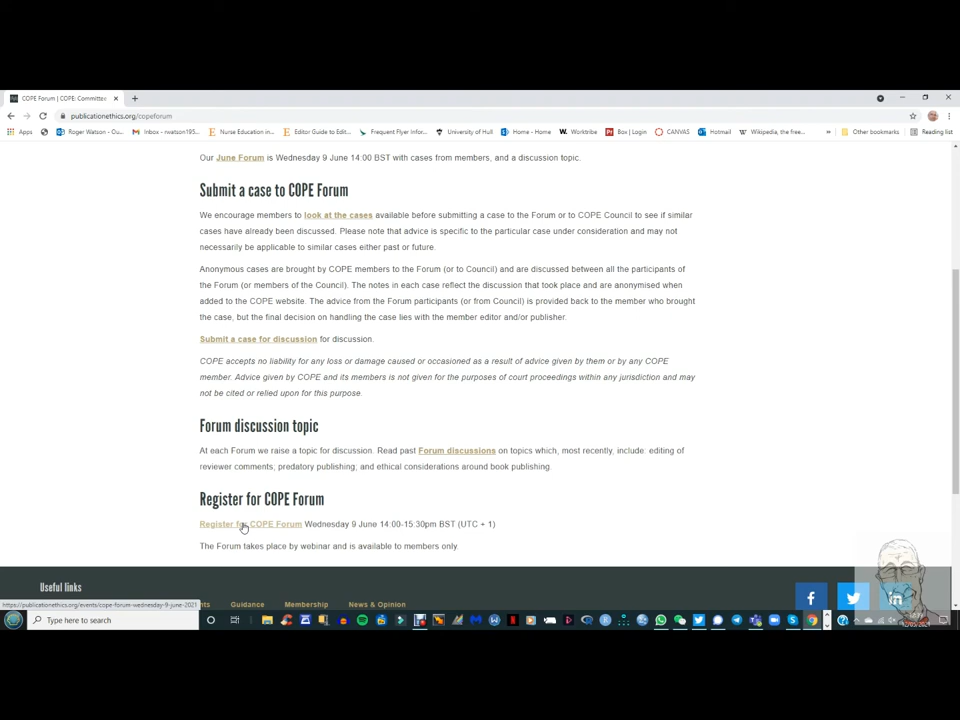 COPE Forum | COPE: Committee
publicationethics.org/copeforum
Apps Roger Watson - Ou... Inbox - rwatson195... Nurse Education in... Editor Guide to Edit... Frequent Flyer infor... University of Hull Home - Home Worktribe Box | Login CANVAS Hotmail Wikipedia, the free... » Other bookmarks Reading list
Our June Forum is Wednesday 9 June 14:00 BST with cases from members, and a discussion topic.
Submit a case to COPE Forum
We encourage members to look at the cases available before submitting a case to the Forum or to COPE Council to see if similar
cases have already been discussed. Please note that advice is specific to the particular case under consideration and may not
necessarily be applicable to similar cases either past or future.
Anonymous cases are brought by COPE members to the Forum (or to Council) and are discussed between all the participants of
the Forum (or members of the Council). The notes in each case reflect the discussion that took place and are anonymised when
added to the COPE website. The advice from the Forum participants (or from Council) is provided back to the member who brought
the case, but the final decision on handling the case lies with the member editor and/or publisher.
Submit a case for discussion for discussion.
COPE accepts no liability for any loss or damage caused or occasioned as a result of advice given by them or by any COPE
member. Advice given by COPE and its members is not given for the purposes of court proceedings within any jurisdiction and may
not be cited or relied upon for this purpose.
Forum discussion topic
At each Forum we raise a topic for discussion. Read past Forum discussions on topics which, most recently, include: editing of
reviewer comments; predatory publishing; and ethical considerations around book publishing.
Register for COPE Forum
Register for COPE Forum Wednesday 9 June 14:00-15:30pm BST (UTC + 1)
The Forum takes place by webinar and is available to members only.
Useful links
https://publicationethics.org/events/cope-forum-wednesday-9-june-2021 nts Guidance Membership News & Opinion
Type here to search